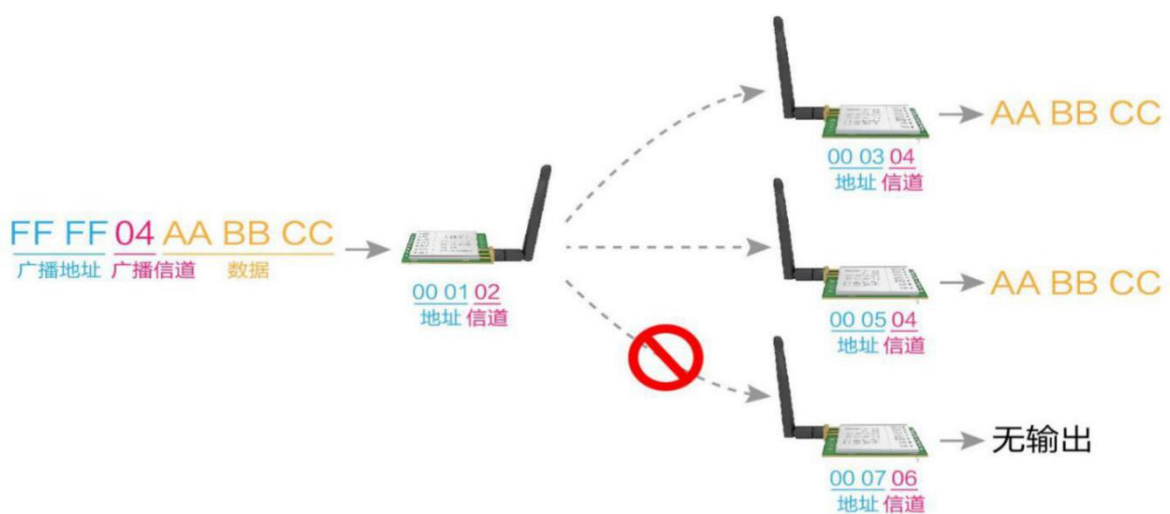 FF FF 04 AA BB CC
广播地址 广播信道 数据
00 01 02
地址 信道
AA BB CC
00 03 04
地址 信道
AA BB CC
00 05 04
地址 信道
无输出
00 07 06
地址 信道